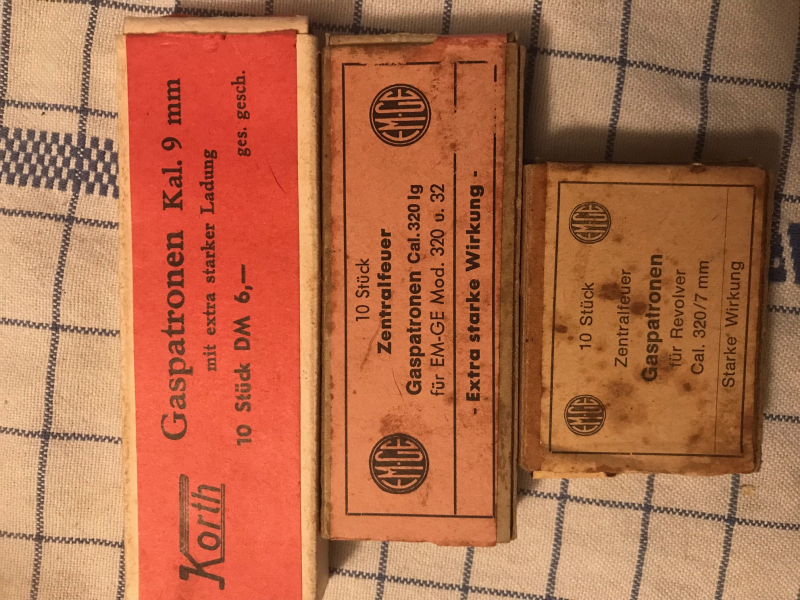 Korth
Gaspatronen Kal. 9 mm
mit extra starker Ladung
10 Stück DM 6,— ges. gesch.
EM-GE
EM-GE
10 Stück
Zentralfeuer
Gaspatronen Cal. 320 lg
für EM-GE Mod. 320 u. 32
- Extra starke Wirkung -
EM-GE
EM-GE
10 Stück
Zentralfeuer
Gaspatronen
für Revolver
Cal. 320/7 mm
Starke Wirkung